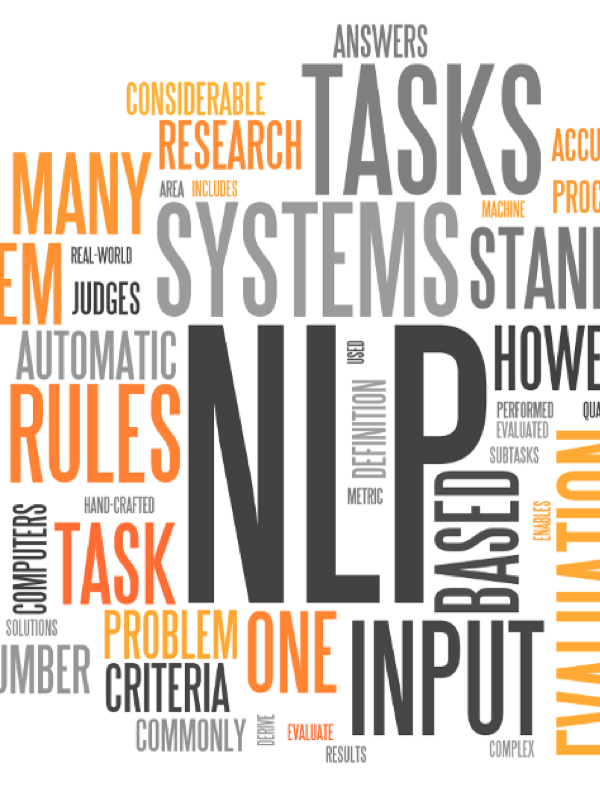 ANSWERS
TASKS
CONSIDERABLE
RESEARCH
ACCU
MANY
AREA
INCLUDES
MACHINE
PROC
SYSTEMS
STAN
EM
REAL-WORLD
JUDGES
AUTOMATIC
NLP
USED
HOWE
RULES
DEFINITION
PERFORMED
QUA
EVALUATED
SUBTASKS
METRIC
BASED
ENABLES
EVALUATION
HAND-CRAFTED
COMPUTERS
TASK
SOLUTIONS
PROBLEM
ONE
INPUT
UMBER
CRITERIA
COMMONLY
DERIVE
EVALUATE
RESULTS
COMPLEX